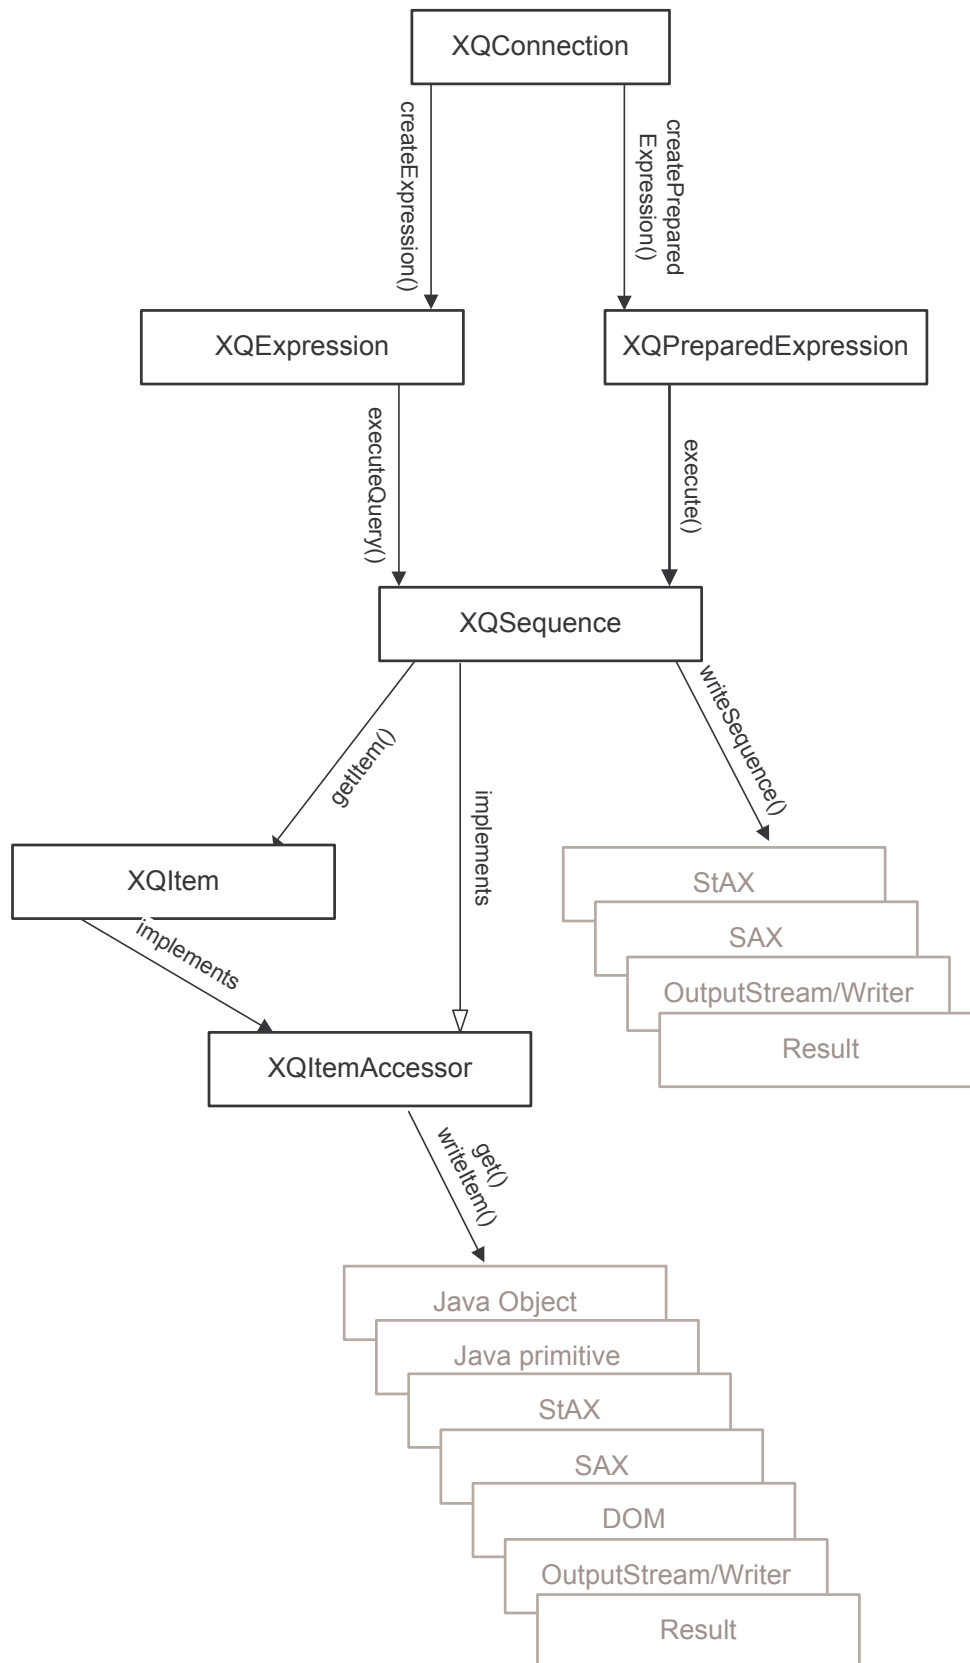 XQConnection
createExpression()
createPrepared
Expression()
XQExpression
XQPreparedExpression
executeQuery()
execute()
XQSequence
getItem()
implements
writeSequence()
XQItem
implements
StAX
SAX
OutputStream/Writer
Result
XQItemAccessor
get()
writeItem()
Java Object
Java primitive
StAX
SAX
DOM
OutputStream/Writer
Result